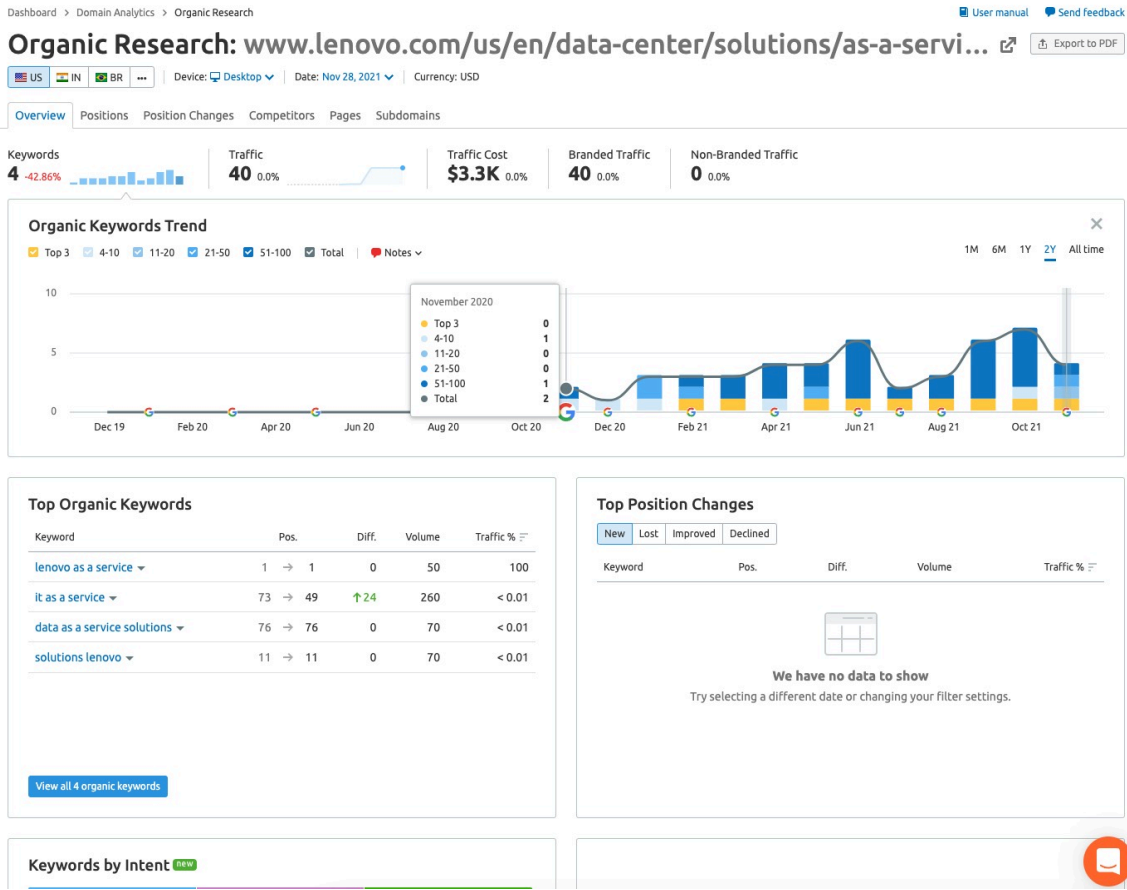 Dashboard > Domain Analytics > Organic Research
User manual Send feedback
Organic Research: www.lenovo.com/us/en/data-center/solutions/as-a-servi...
Export to PDF
US IN BR ... Device: Desktop Date: Nov 28, 2021 Currency: USD
Overview Positions Position Changes Competitors Pages Subdomains
Keywords Traffic Traffic Cost Branded Traffic Non-Branded Traffic
4 -42.86% 40 0.0% $3.3K 0.0% 40 0.0% 0 0.0%
Organic Keywords Trend
Top 3 4-10 11-20 21-50 51-100 Total Notes
1M 6M 1Y 2Y All time
10
5
0
November 2020
Top 3 0
4-10 1
11-20 0
21-50 0
51-100 1
Total 2
Dec 19 Feb 20 Apr 20 Jun 20 Aug 20 Oct 20 Dec 20 Feb 21 Apr 21 Jun 21 Aug 21 Oct 21
Top Organic Keywords
Keyword Pos. Diff. Volume Traffic %
lenovo as a service 1 → 1 0 50 100
it as a service 73 → 49 ↑24 260 < 0.01
data as a service solutions 76 → 76 0 70 < 0.01
solutions lenovo 11 → 11 0 70 < 0.01
View all 4 organic keywords
Top Position Changes
New Lost Improved Declined
Keyword Pos. Diff. Volume Traffic %
We have no data to show
Try selecting a different date or changing your filter settings.
Keywords by Intent new